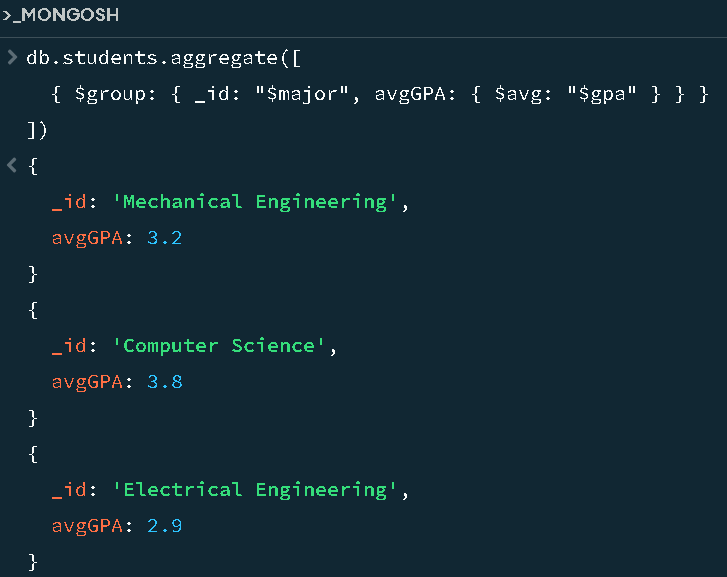 >_MONGOSH
> db.students.aggregate([
{ $group: { _id: "$major", avgGPA: { $avg: "$gpa" } } }
])
< {
_id: 'Mechanical Engineering',
avgGPA: 3.2
}
{
_id: 'Computer Science',
avgGPA: 3.8
}
{
_id: 'Electrical Engineering',
avgGPA: 2.9
}